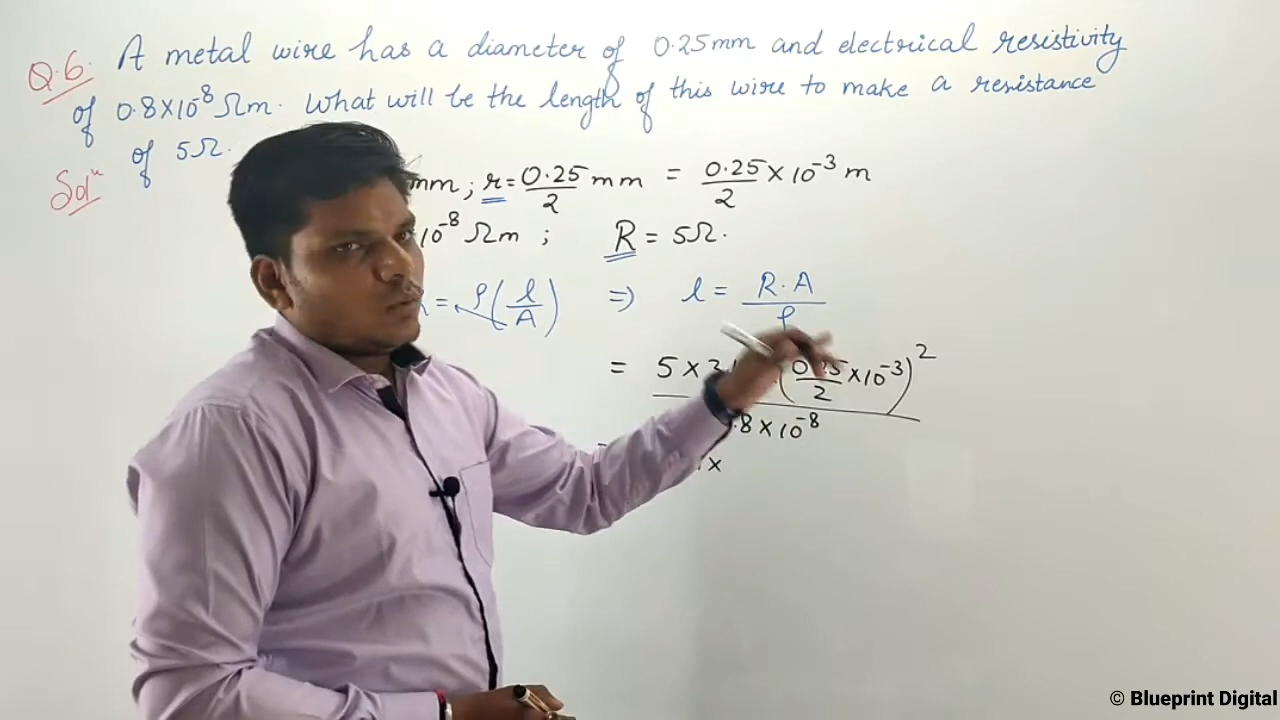 Q.6. A metal wire has a diameter of 0.25mm and electrical resistivity
of 0.8×10⁻⁸ Ωm. What will be the length of this wire to make a resistance
of 5Ω.
Solⁿ
mm ; r = 0.25/2 mm = 0.25/2 × 10⁻³ m
10⁻⁸ Ωm ; R = 5Ω.
= ρ(l/A) ⇒ l = R.A/ρ
= 5 × 3 (0.25/2 × 10⁻³)²
.8 × 10⁻⁸
×
© Blueprint Digital